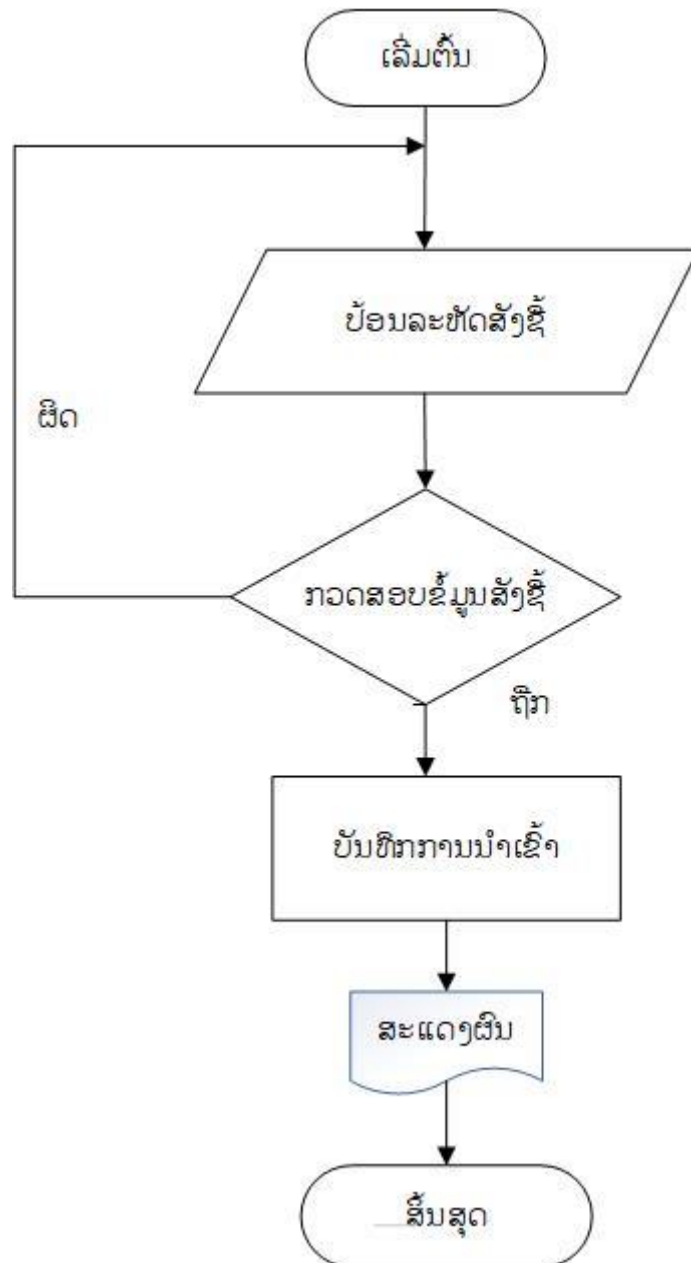 ເລີ່ມຕົ້ນ
ປ້ອນລະຫັດສັ່ງຊື້
ຜິດ
ກວດສອບຂໍ້ມູນສັ່ງຊື້
ຖືກ
ບັນທຶກການນໍາເຂົ້າ
ສະແດງຜົນ
ສິ້ນສຸດ